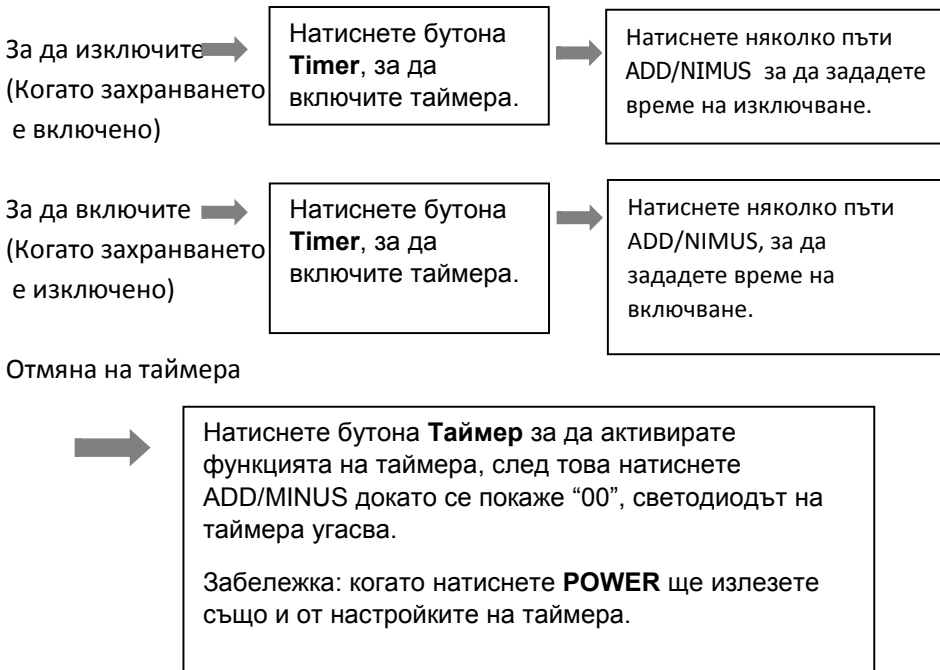 За да изключите
(Когато захранването
е включено)
Натиснете бутона
Timer, за да
включите таймера.
Натиснете няколко пъти
ADD/NIMUS за да зададете
време на изключване.
За да включите
(Когато захранването
е изключено)
Натиснете бутона
Timer, за да
включите таймера.
Натиснете няколко пъти
ADD/NIMUS, за да
зададете време на
включване.
Отмяна на таймера
Натиснете бутона Таймер за да активирате
функцията на таймера, след това натиснете
ADD/MINUS докато се покаже “00”, светодиодът на
таймера угасва.
Забележка: когато натиснете POWER ще излезете
също и от настройките на таймера.